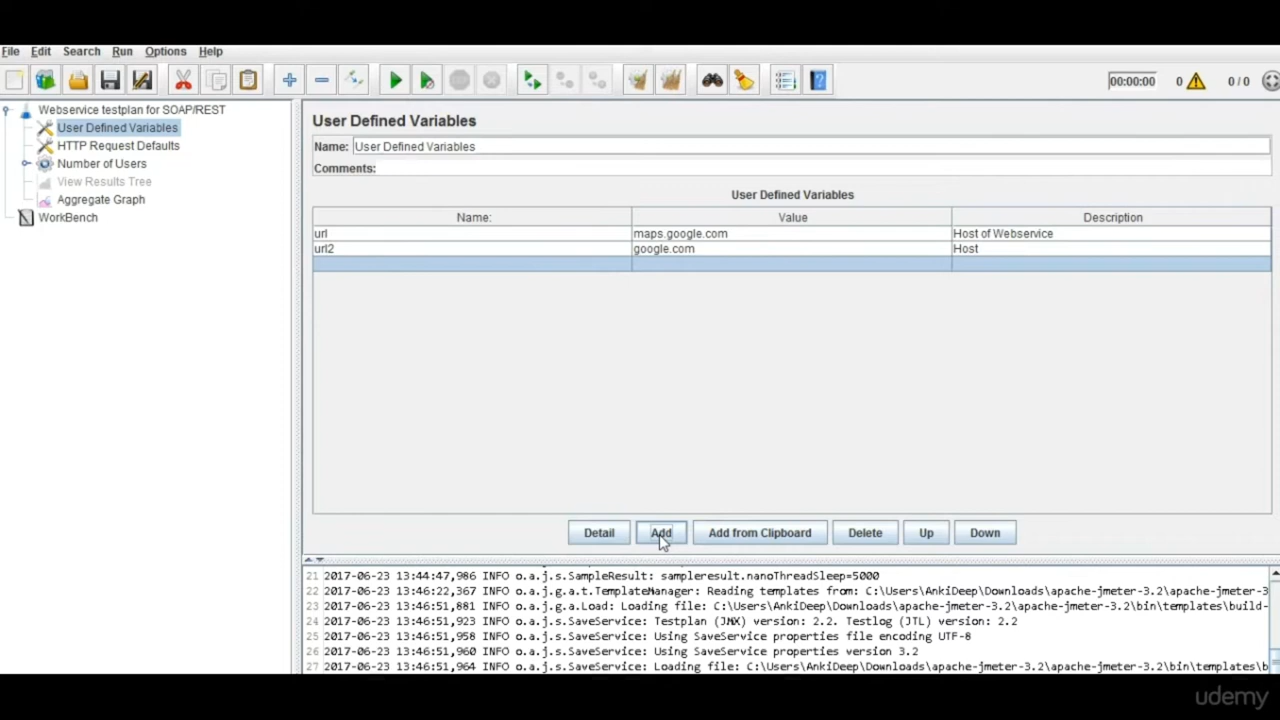 File Edit Search Run Options Help
00:00:00 0 0 / 0
Webservice testplan for SOAP/REST
User Defined Variables
HTTP Request Defaults
Number of Users
View Results Tree
Aggregate Graph
WorkBench
User Defined Variables
Name: User Defined Variables
Comments:
User Defined Variables
Name: Value Description
url maps.google.com Host of Webservice
url2 google.com Host
Detail Add Add from Clipboard Delete Up Down
21 2017-06-23 13:44:47,986 INFO o.a.j.s.SampleResult: sampleresult.nanoThreadSleep=5000
22 2017-06-23 13:46:22,367 INFO o.a.j.g.a.t.TemplateManager: Reading templates from: C:\Users\AnkiDeep\Downloads\apache-jmeter-3.2\apache-jmeter-3
23 2017-06-23 13:46:51,881 INFO o.a.j.g.a.Load: Loading file: C:\Users\AnkiDeep\Downloads\apache-jmeter-3.2\apache-jmeter-3.2\bin\templates\build-
24 2017-06-23 13:46:51,923 INFO o.a.j.s.SaveService: Testplan (JMX) version: 2.2. Testlog (JTL) version: 2.2
25 2017-06-23 13:46:51,958 INFO o.a.j.s.SaveService: Using SaveService properties file encoding UTF-8
26 2017-06-23 13:46:51,960 INFO o.a.j.s.SaveService: Using SaveService properties version 3.2
27 2017-06-23 13:46:51,964 INFO o.a.j.s.SaveService: Loading file: C:\Users\AnkiDeep\Downloads\apache-jmeter-3.2\apache-jmeter-3.2\bin\templates\b
udemy